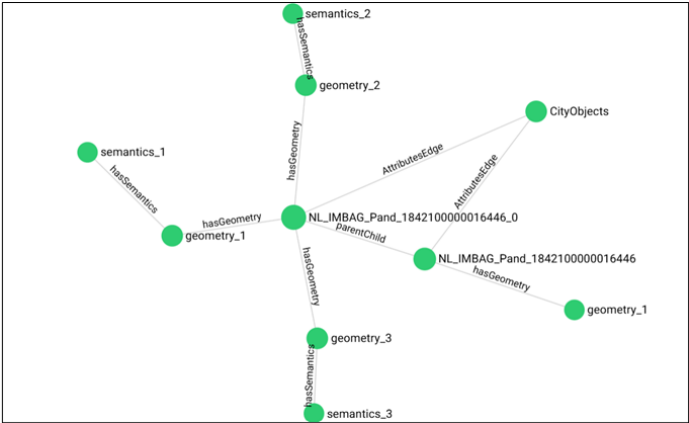 semantics_2
hasSemantics
geometry_2
CityObjects
hasGeometry
AttributesEdge
semantics_1
hasSemantics
AttributesEdge
hasGeometry
NL_IMBAG_Pand_1842100000016446_0
geometry_1
parentChild
NL_IMBAG_Pand_1842100000016446
hasGeometry
hasGeometry
geometry_1
geometry_3
hasSemantics
semantics_3